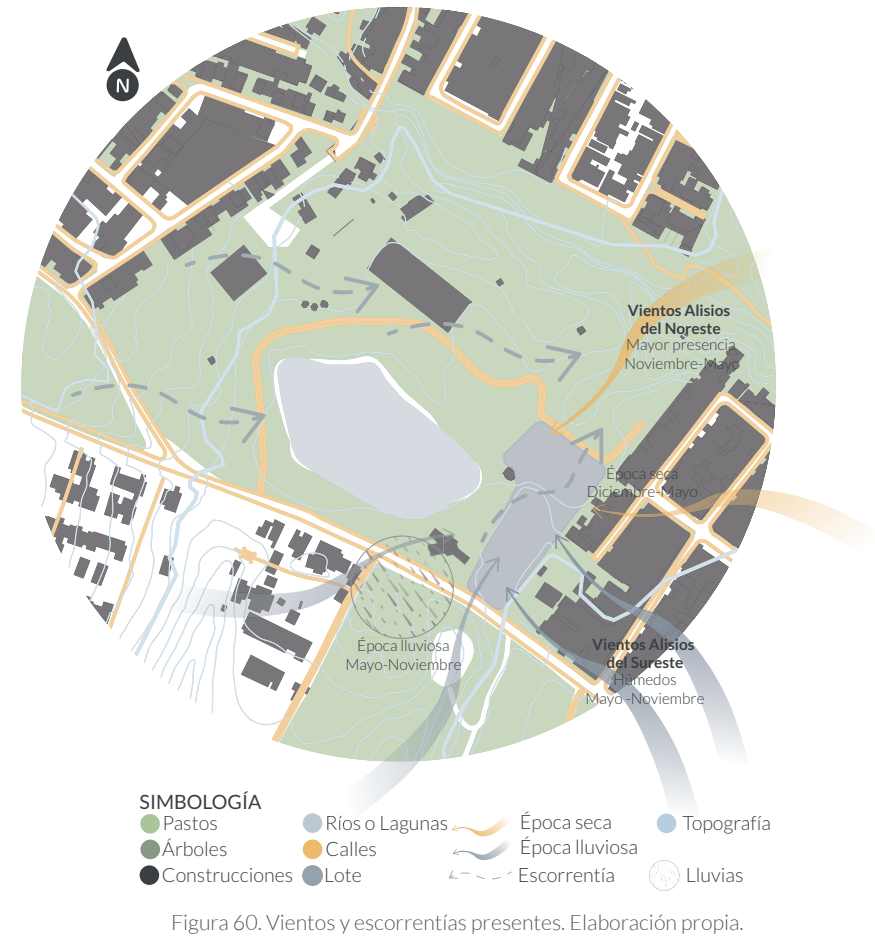 N
Vientos Alisios
del Noreste
Mayor presencia
Noviembre-Mayo
Época seca
Diciembre-Mayo
Época lluviosa
Mayo-Noviembre
Vientos Alisios
del Sureste
Húmedos
Mayo -Noviembre
SIMBOLOGÍA
Pastos
Árboles
Construcciones
Ríos o Lagunas
Calles
Lote
Época seca
Época lluviosa
Escorrentía
Topografía
Lluvias
Figura 60. Vientos y escorrentías presentes. Elaboración propia.